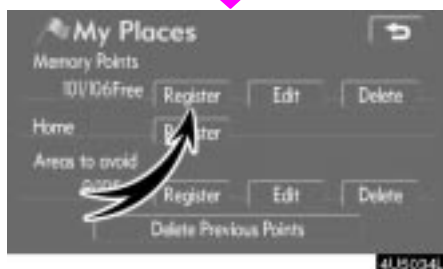 My Places
Memory Points
101/106Free Register Edit Delete
Home
Areas to avoid
Register Edit Delete
Delete Previous Points
4U5034L